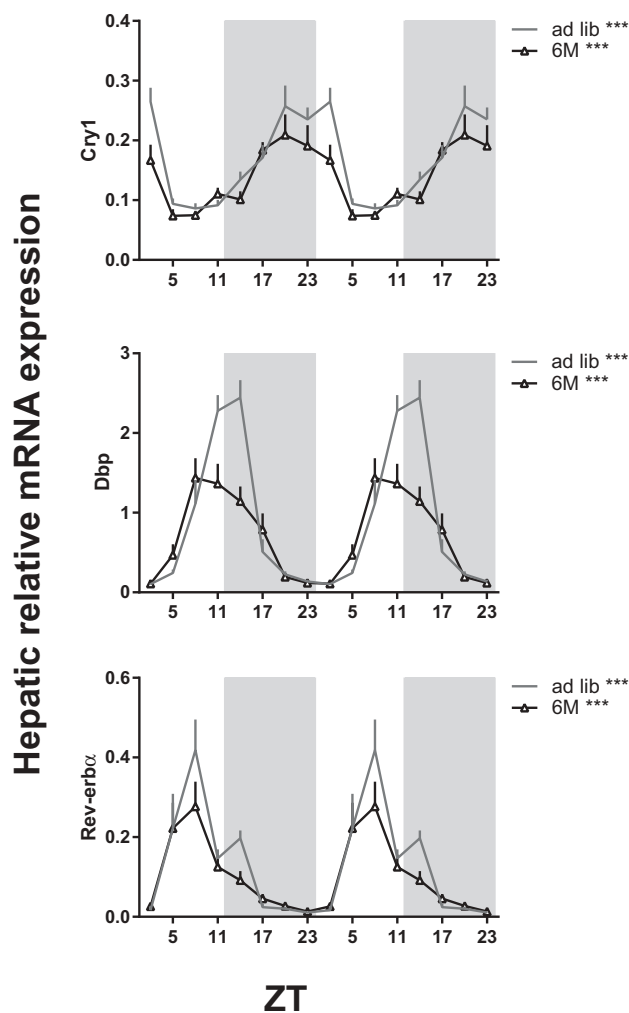 Hepatic relative mRNA expression
Cry1
0.4
0.3
0.2
0.1
0.0
5 11 17 23 5 11 17 23
ad lib ***
6M ***
Dbp
3
2
1
0
5 11 17 23 5 11 17 23
ad lib ***
6M ***
Rev-erbα
0.6
0.4
0.2
0.0
5 11 17 23 5 11 17 23
ad lib ***
6M ***
ZT